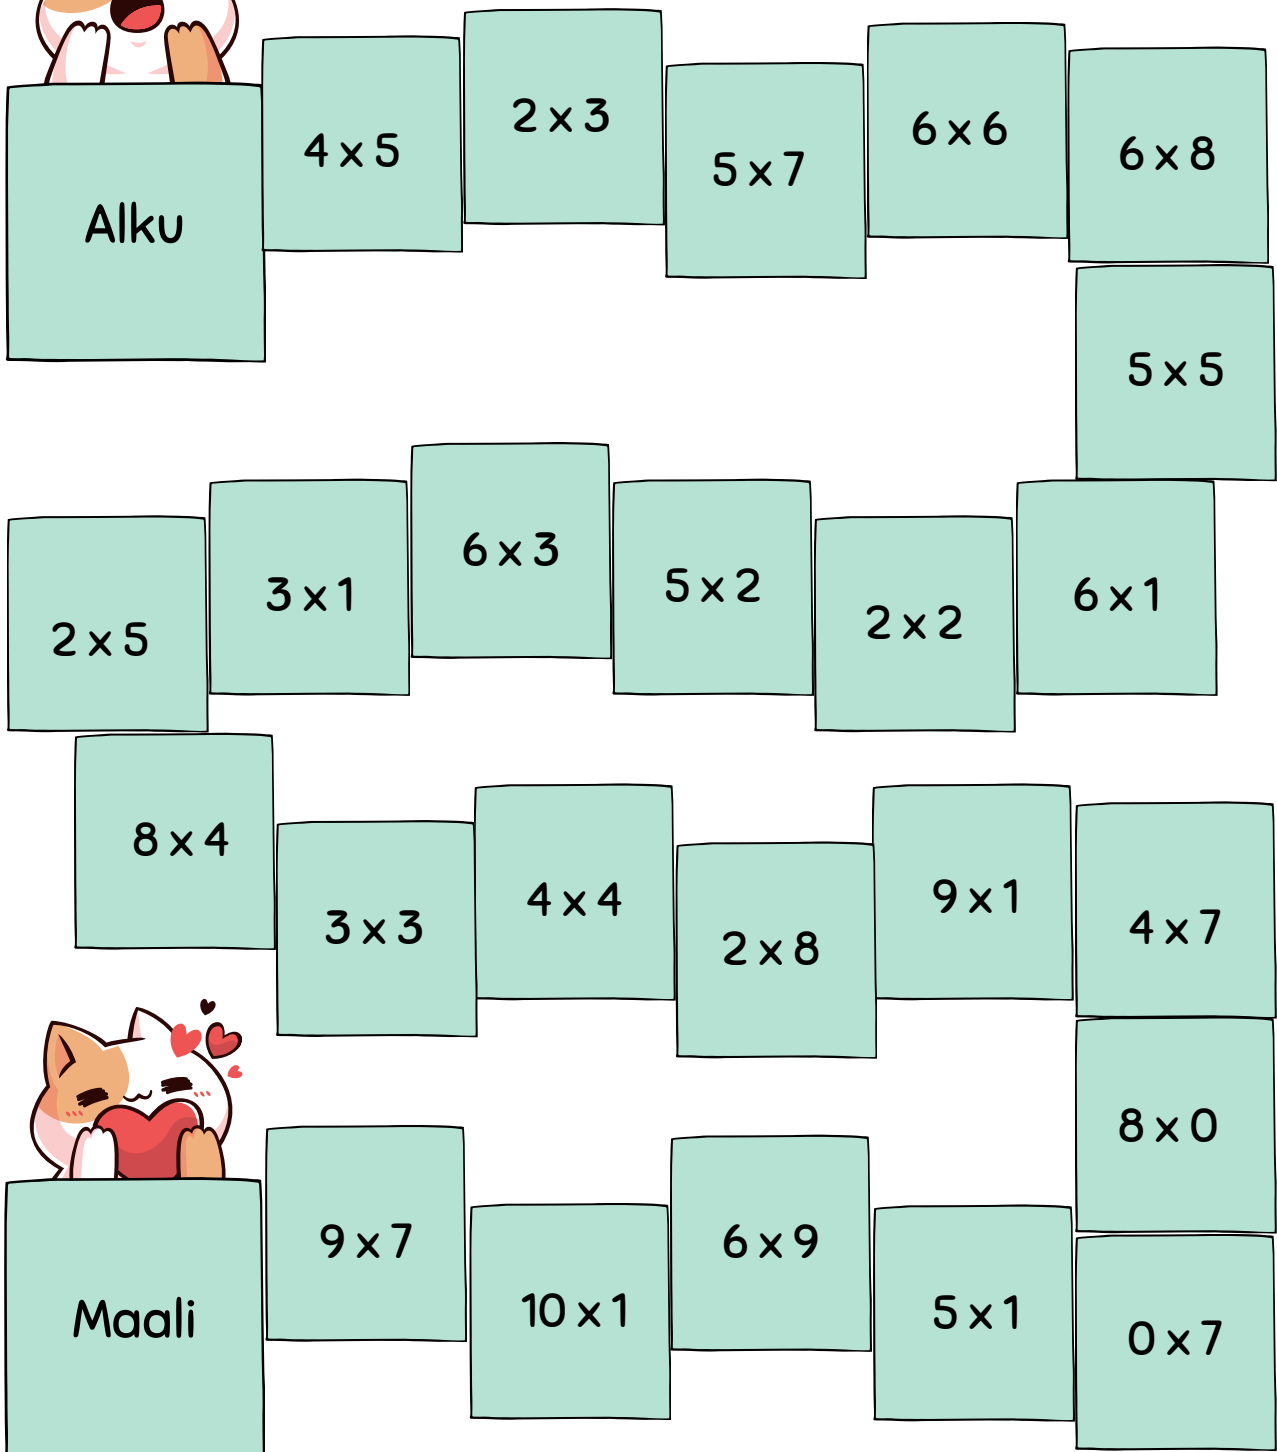 Alku
4 x 5
2 x 3
5 x 7
6 x 6
6 x 8
5 x 5
6 x 1
2 x 2
5 x 2
6 x 3
3 x 1
2 x 5
8 x 4
3 x 3
4 x 4
2 x 8
9 x 1
4 x 7
8 x 0
0 x 7
5 x 1
6 x 9
10 x 1
9 x 7
Maali